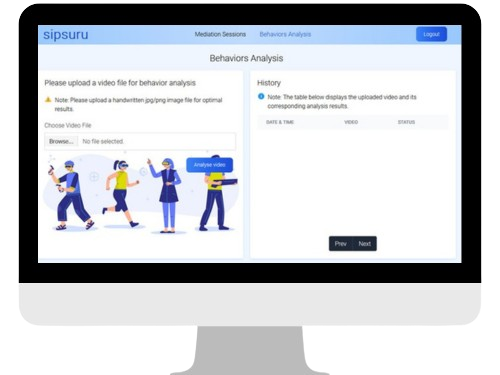 sipsuru
Mediation Sessions
Behaviors Analysis
Logout
Behaviors Analysis
Please upload a video file for behavior analysis
Note: Please upload a handwritten jpg/png image file for optimal
results.
Choose Video File
Browse... No file selected.
Analyse video
History
Note: The table below displays the uploaded video and its
corresponding analysis results.
DATE & TIME VIDEO STATUS
Prev Next